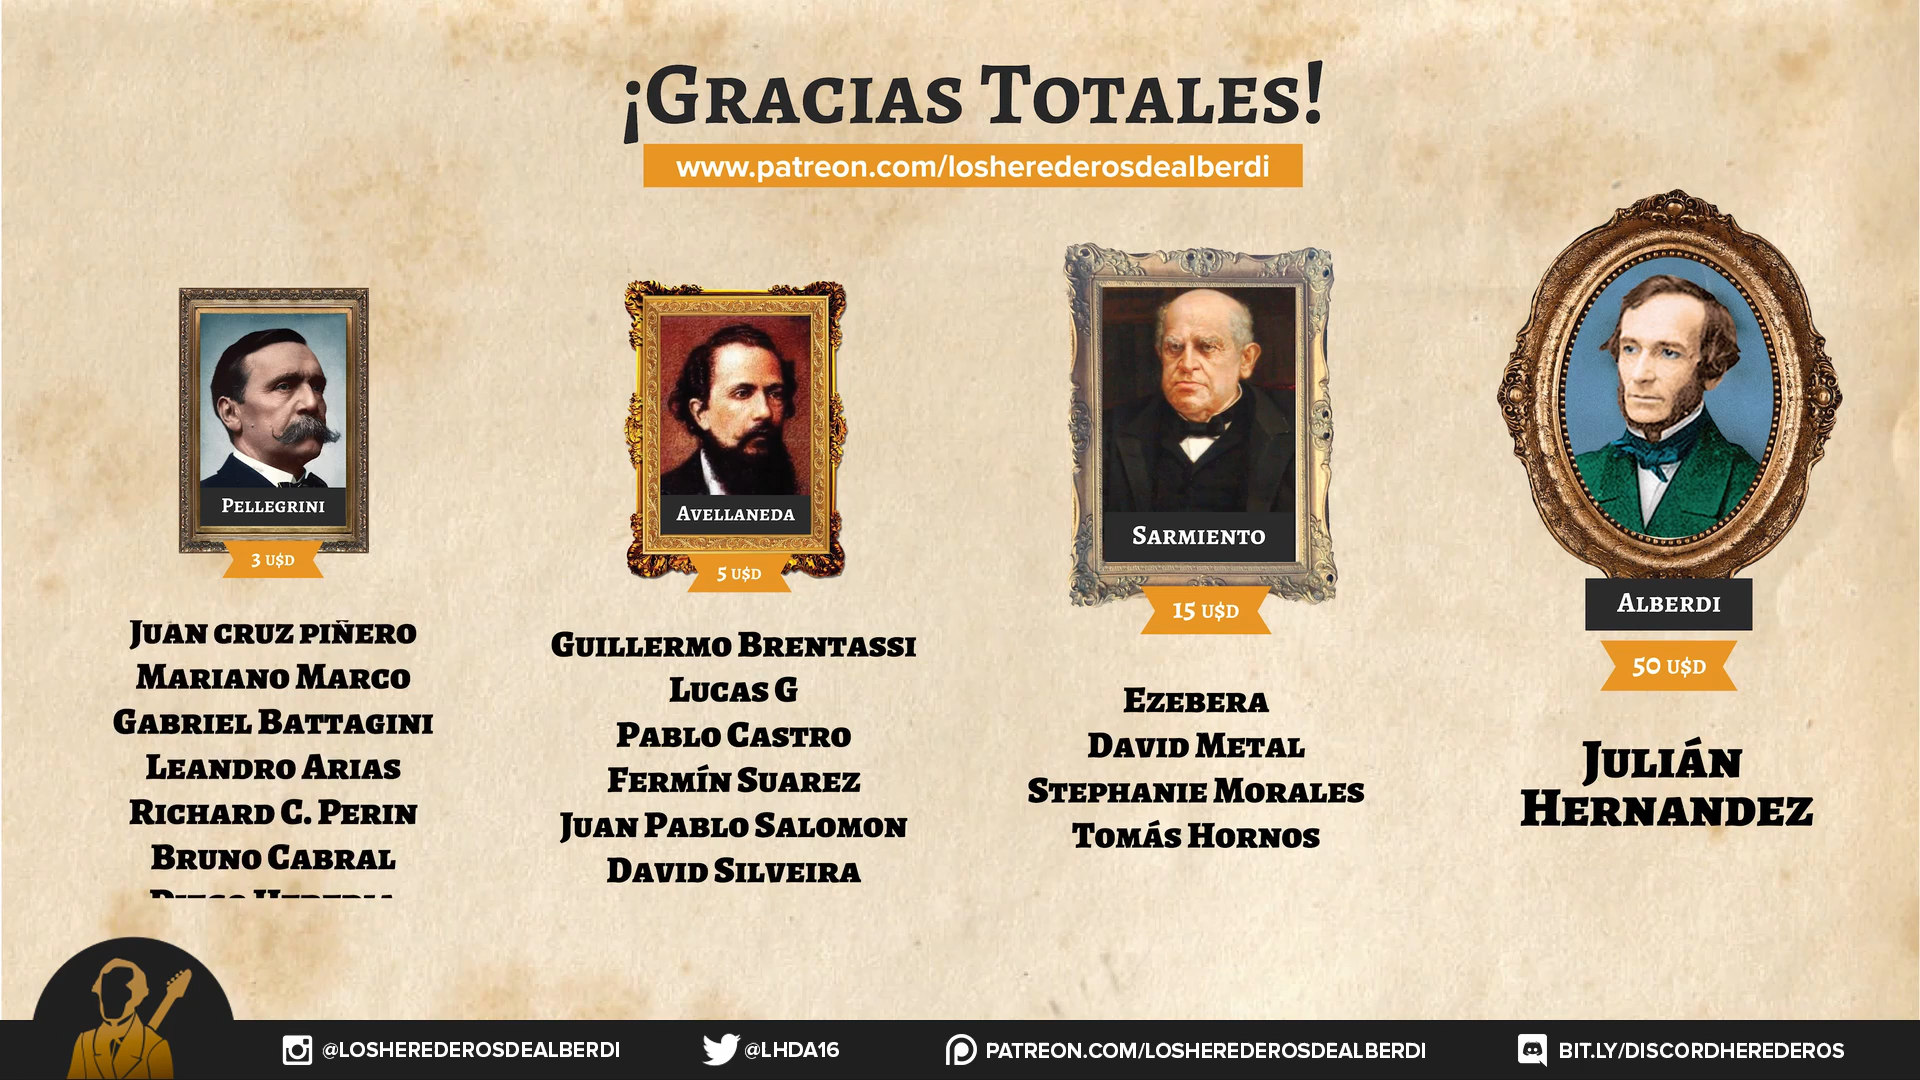 ¡Gracias Totales!
www.patreon.com/losherederosdealberdi
Pellegrini
3 U$D
Juan cruz piñero
Mariano Marco
Gabriel Battagini
Leandro Arias
Richard C. Perin
Bruno Cabral
Avellaneda
5 U$D
Guillermo Brentassi
Lucas G
Pablo Castro
Fermín Suarez
Juan Pablo Salomon
David Silveira
Sarmiento
15 U$D
Ezebera
David Metal
Stephanie Morales
Tomás Hornos
Alberdi
50 U$D
Julián
Hernandez
@LOSHEREDEROSDEALBERDI
@LHDA16
PATREON.COM/LOSHEREDEROSDEALBERDI
BIT.LY/DISCORDHEREDEROS